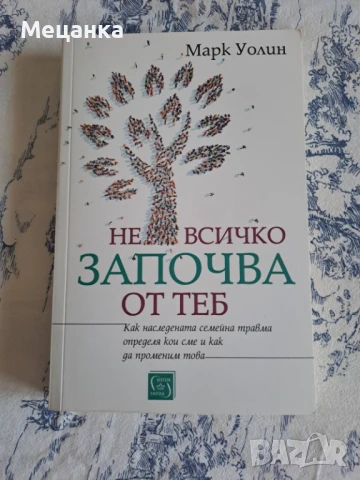 Мецанка
Марк Уолин
НЕ ВСИЧКО
ЗАПОЧВА
ОТ ТЕБ
Как наследената семейна травма
определя кои сме и как
да променим това
BAZAR